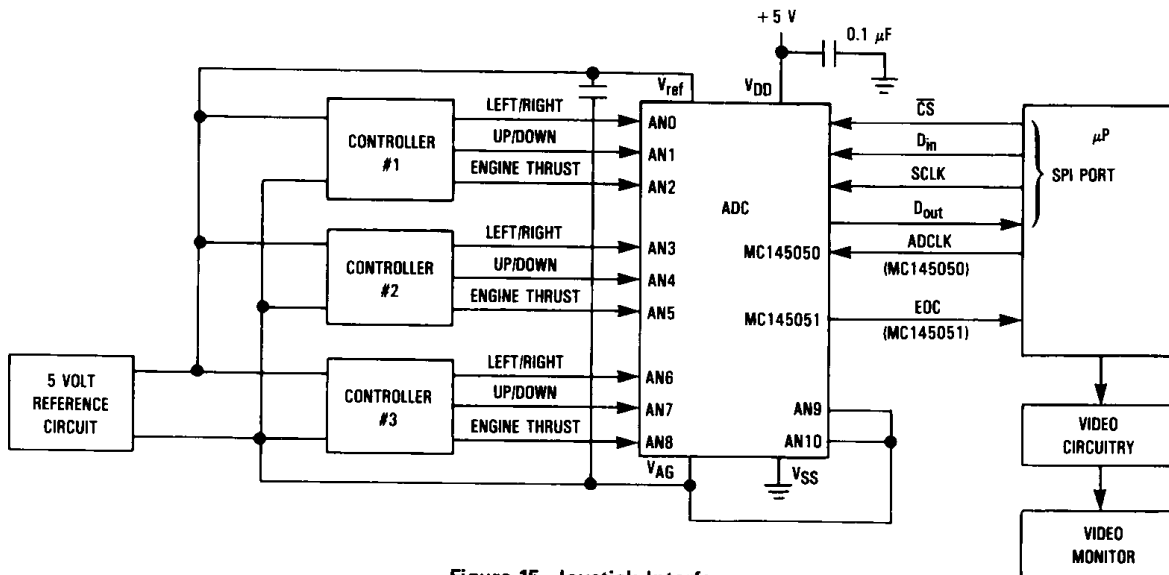 +5 V
0.1 μF
Vref
VDD
CONTROLLER
#1
LEFT/RIGHT
UP/DOWN
ENGINE THRUST
AN0
AN1
AN2
CONTROLLER
#2
LEFT/RIGHT
UP/DOWN
ENGINE THRUST
AN3
AN4
AN5
5 VOLT
REFERENCE
CIRCUIT
CONTROLLER
#3
LEFT/RIGHT
UP/DOWN
ENGINE THRUST
AN6
AN7
AN8
ADC
MC145050
MC145051
AN9
AN10
VAG
VSS
C̅S̅
Din
SCLK
Dout
ADCLK
(MC145050)
EOC
(MC145051)
μP
SPI PORT
VIDEO
CIRCUITRY
VIDEO
MONITOR